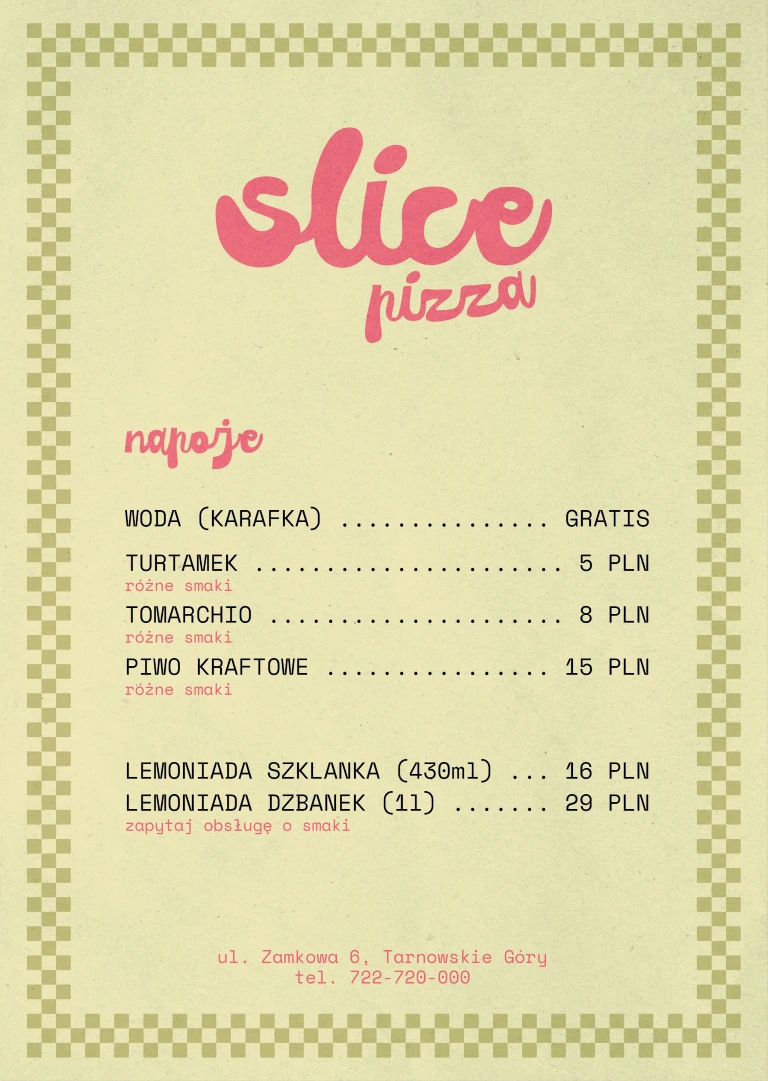 slice
pizza
napoje
WODA (KARAFKA) ............... GRATIS
TURTAMEK ...................... 5 PLN
różne smaki
TOMARCHIO ..................... 8 PLN
różne smaki
PIWO KRAFTOWE ................ 15 PLN
różne smaki
LEMONIADA SZKLANKA (430ml) ... 16 PLN
LEMONIADA DZBANEK (1l) ....... 29 PLN
zapytaj obsługę o smaki
ul. Zamkowa 6, Tarnowskie Góry
tel. 722-720-000